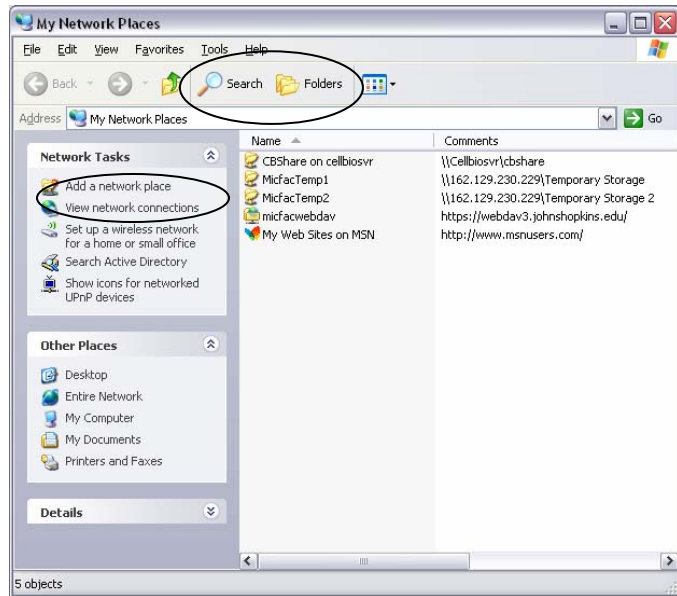 My Network Places
File Edit View Favorites Tools Help
Back Search Folders
Address My Network Places Go
Network Tasks
Add a network place
View network connections
Set up a wireless network
for a home or small office
Search Active Directory
Show icons for networked
UPnP devices
Other Places
Desktop
Entire Network
My Computer
My Documents
Printers and Faxes
Details
Name Comments
CBShare on cellbiosvr \\Cellbiosvr\cbshare
MicfacTemp1 \\162.129.230.229\Temporary Storage
MicfacTemp2 \\162.129.230.229\Temporary Storage 2
micfacwebdav https://webdav3.johnshopkins.edu/
My Web Sites on MSN http://www.msnusers.com/
5 objects